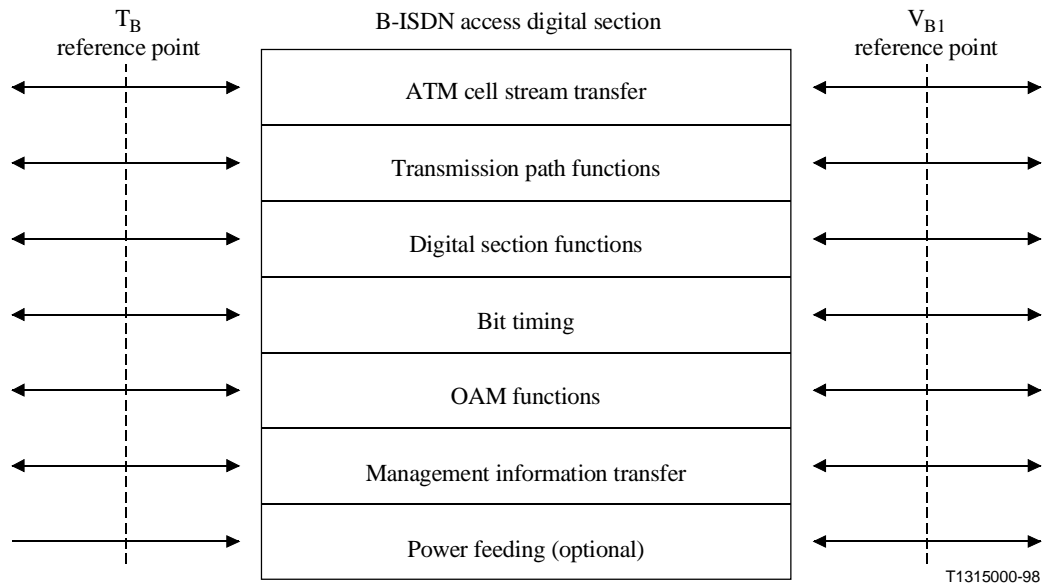 T_B
reference point
B-ISDN access digital section
V_B1
reference point
ATM cell stream transfer
Transmission path functions
Digital section functions
Bit timing
OAM functions
Management information transfer
Power feeding (optional)
T1315000-98